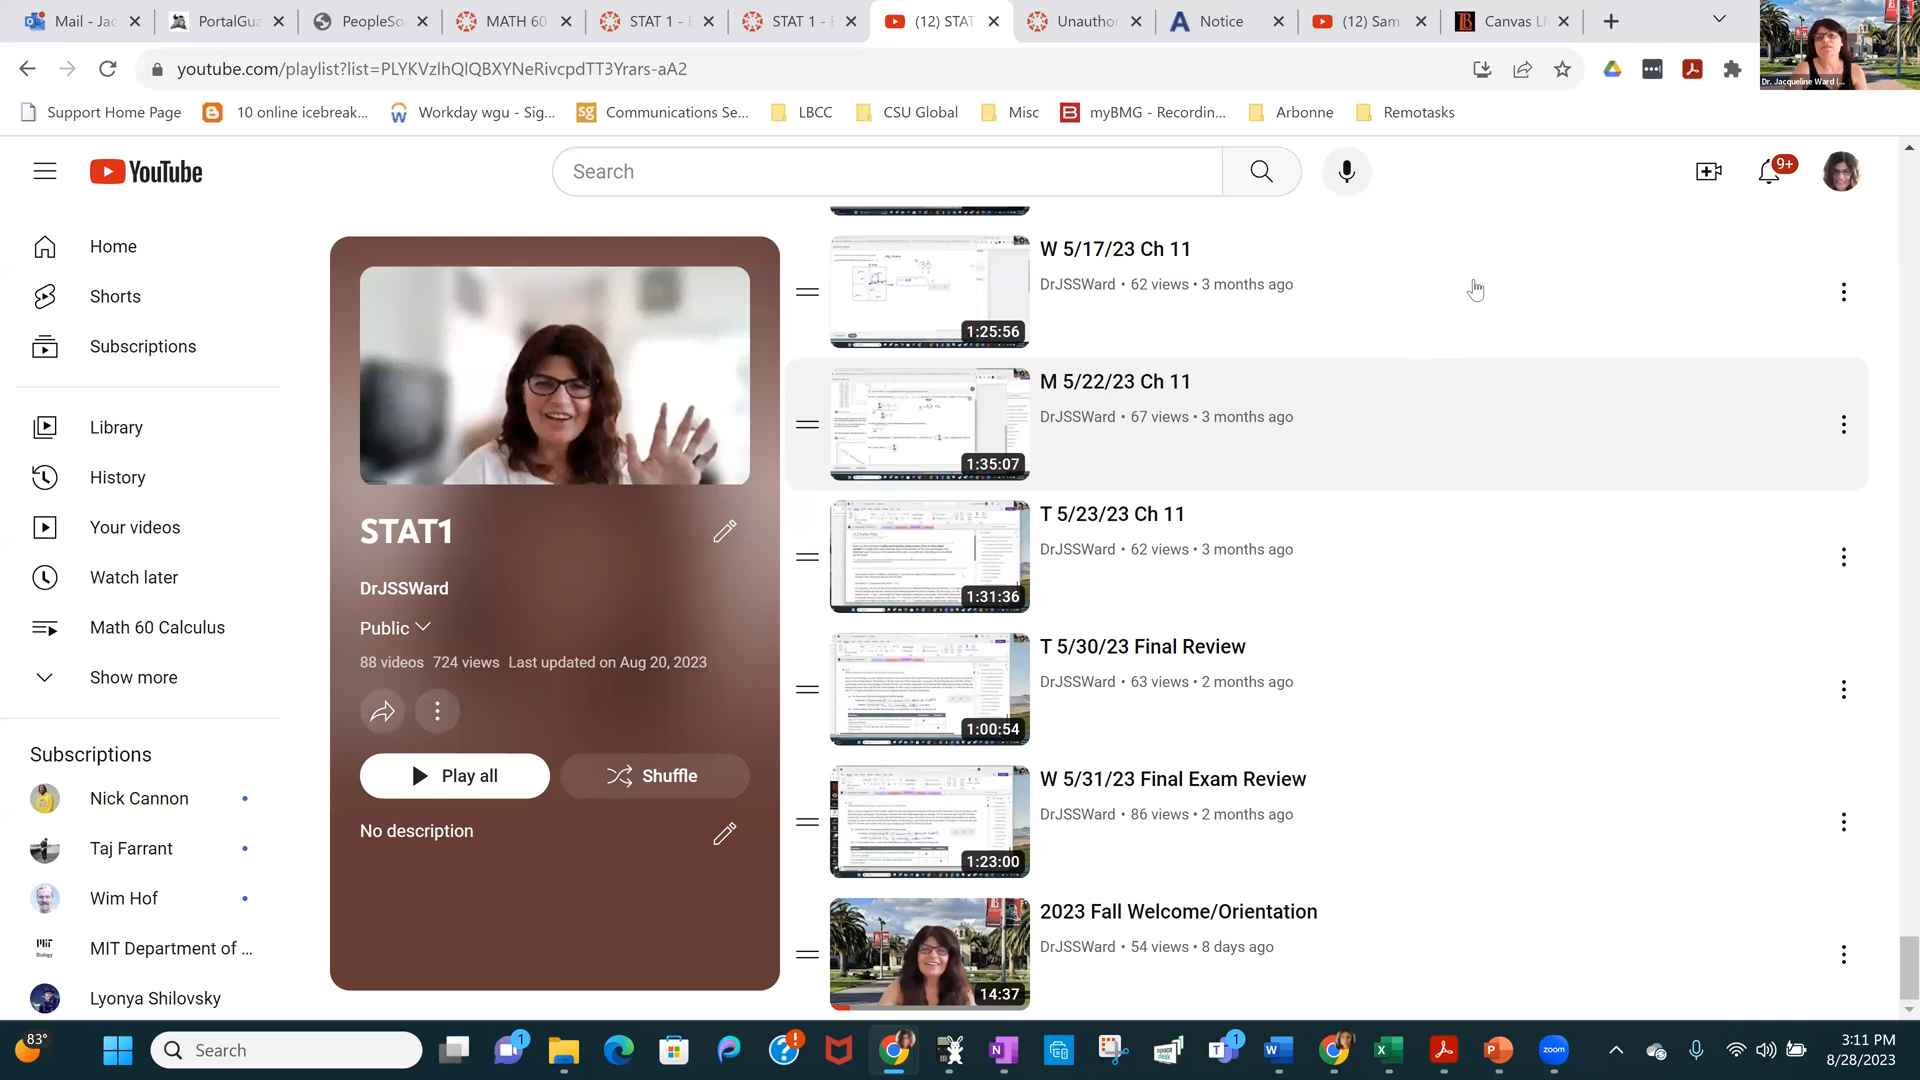 Mail - Jac
PortalGua
PeopleSo
MATH 60
STAT 1 - E
STAT 1 - E
(12) STAT
Unauthor
Notice
(12) Sam
Canvas LM
Dr. Jacqueline Ward (...
youtube.com/playlist?list=PLYKVzlhQlQBXYNeRivcpdTT3Yrars-aA2
Support Home Page
10 online icebreak...
Workday wgu - Sig...
Communications Se...
LBCC
CSU Global
Misc
myBMG - Recordin...
Arbonne
Remotasks
YouTube
Search
9+
Home
Shorts
Subscriptions
Library
History
Your videos
Watch later
Math 60 Calculus
Show more
Subscriptions
Nick Cannon
Taj Farrant
Wim Hof
MIT Department of ...
Lyonya Shilovsky
STAT1
DrJSSWard
Public
88 videos 724 views Last updated on Aug 20, 2023
Play all
Shuffle
No description
W 5/17/23 Ch 11
DrJSSWard • 62 views • 3 months ago
1:25:56
M 5/22/23 Ch 11
DrJSSWard • 67 views • 3 months ago
1:35:07
T 5/23/23 Ch 11
DrJSSWard • 62 views • 3 months ago
1:31:36
T 5/30/23 Final Review
DrJSSWard • 63 views • 2 months ago
1:00:54
W 5/31/23 Final Exam Review
DrJSSWard • 86 views • 2 months ago
1:23:00
2023 Fall Welcome/Orientation
DrJSSWard • 54 views • 8 days ago
14:37
83°
Search
1
1
zoom
3:11 PM
8/28/2023